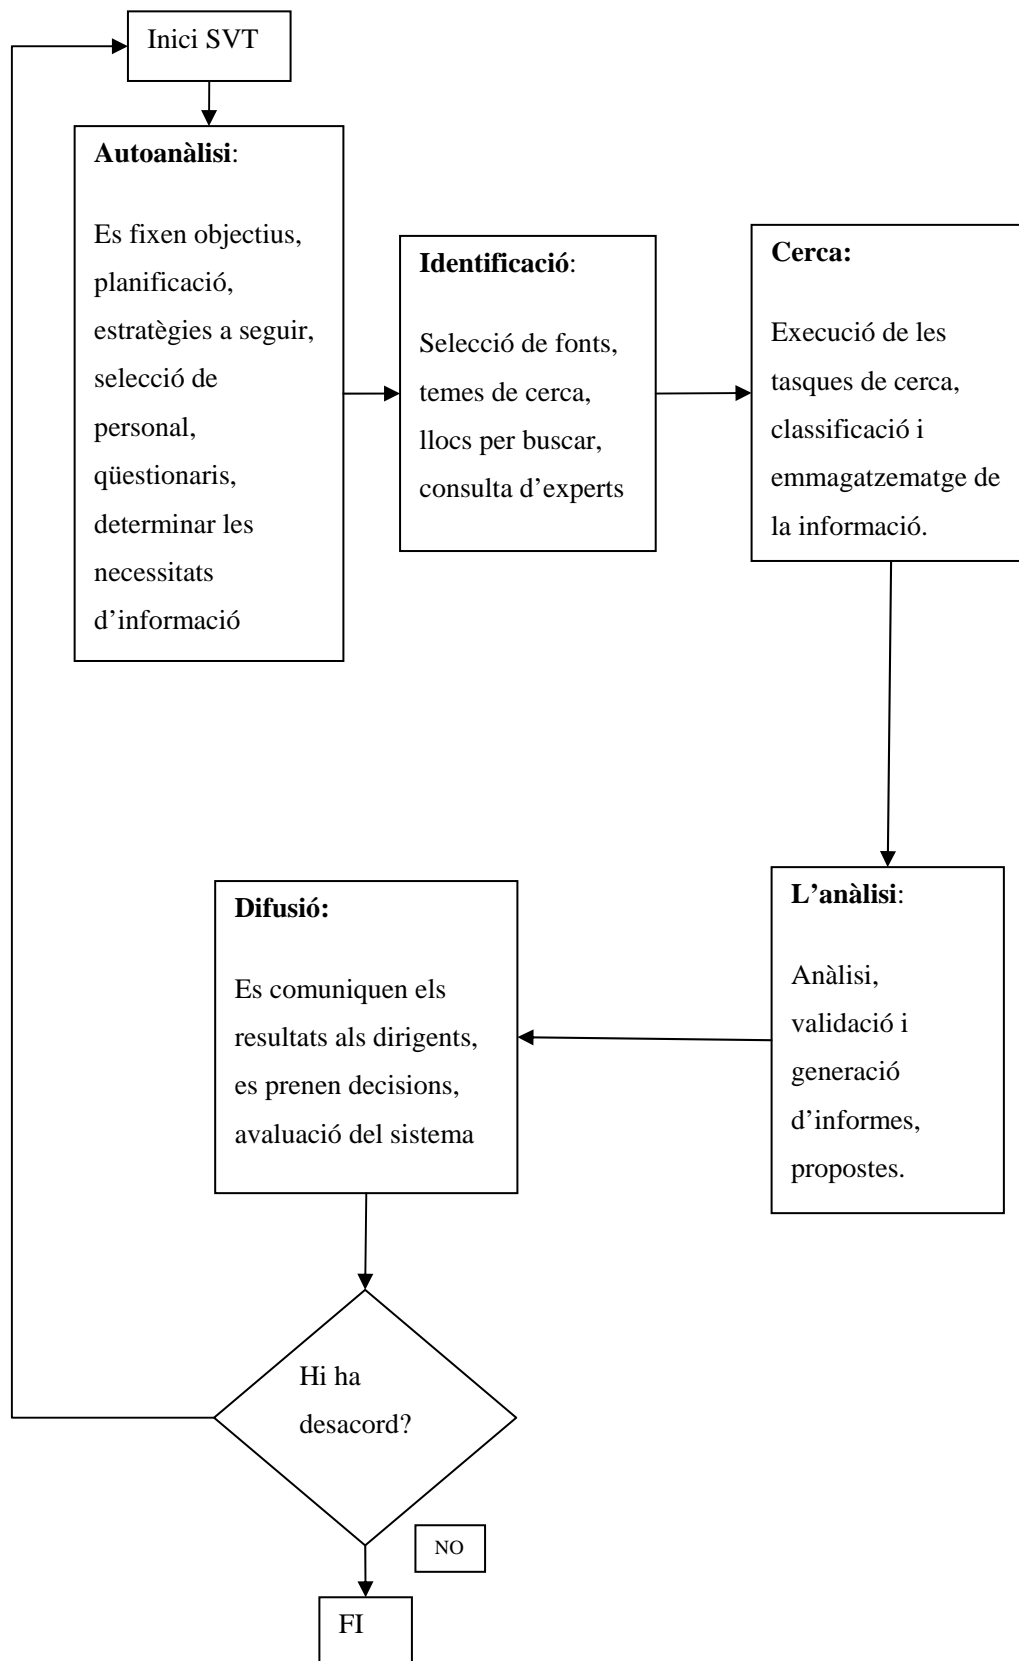 Inici SVT
Autoanàlisi:
Es fixen objectius,
planificació,
estratègies a seguir,
selecció de
personal,
qüestionaris,
determinar les
necessitats
d’informació
Identificació:
Selecció de fonts,
temes de cerca,
llocs per buscar,
consulta d’experts
Cerca:
Execució de les
tasques de cerca,
classificació i
emmagatzematge de
la informació.
L’anàlisi:
Anàlisi,
validació i
generació
d’informes,
propostes.
Difusió:
Es comuniquen els
resultats als dirigents,
es prenen decisions,
avaluació del sistema
Hi ha
desacord?
NO
FI